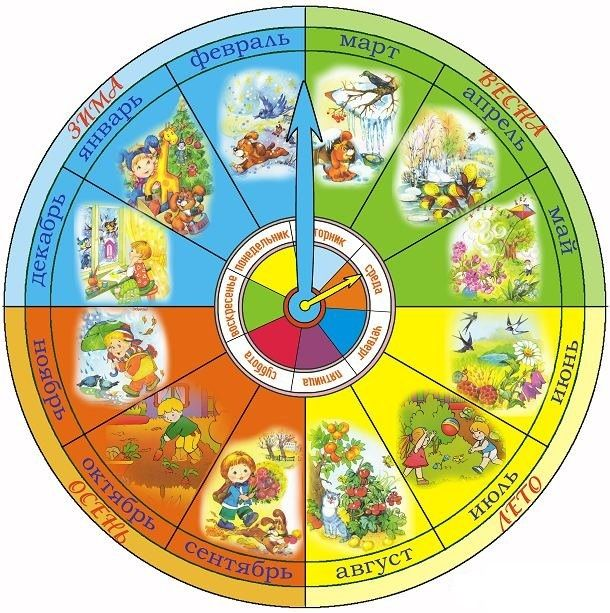 ЗИМА
декабрь
январь
февраль
ВЕСНА
март
апрель
май
ЛЕТО
июнь
июль
август
ОСЕНЬ
сентябрь
октябрь
ноябрь
понедельник
торник
среда
четверг
пятница
суббота
воскресенье